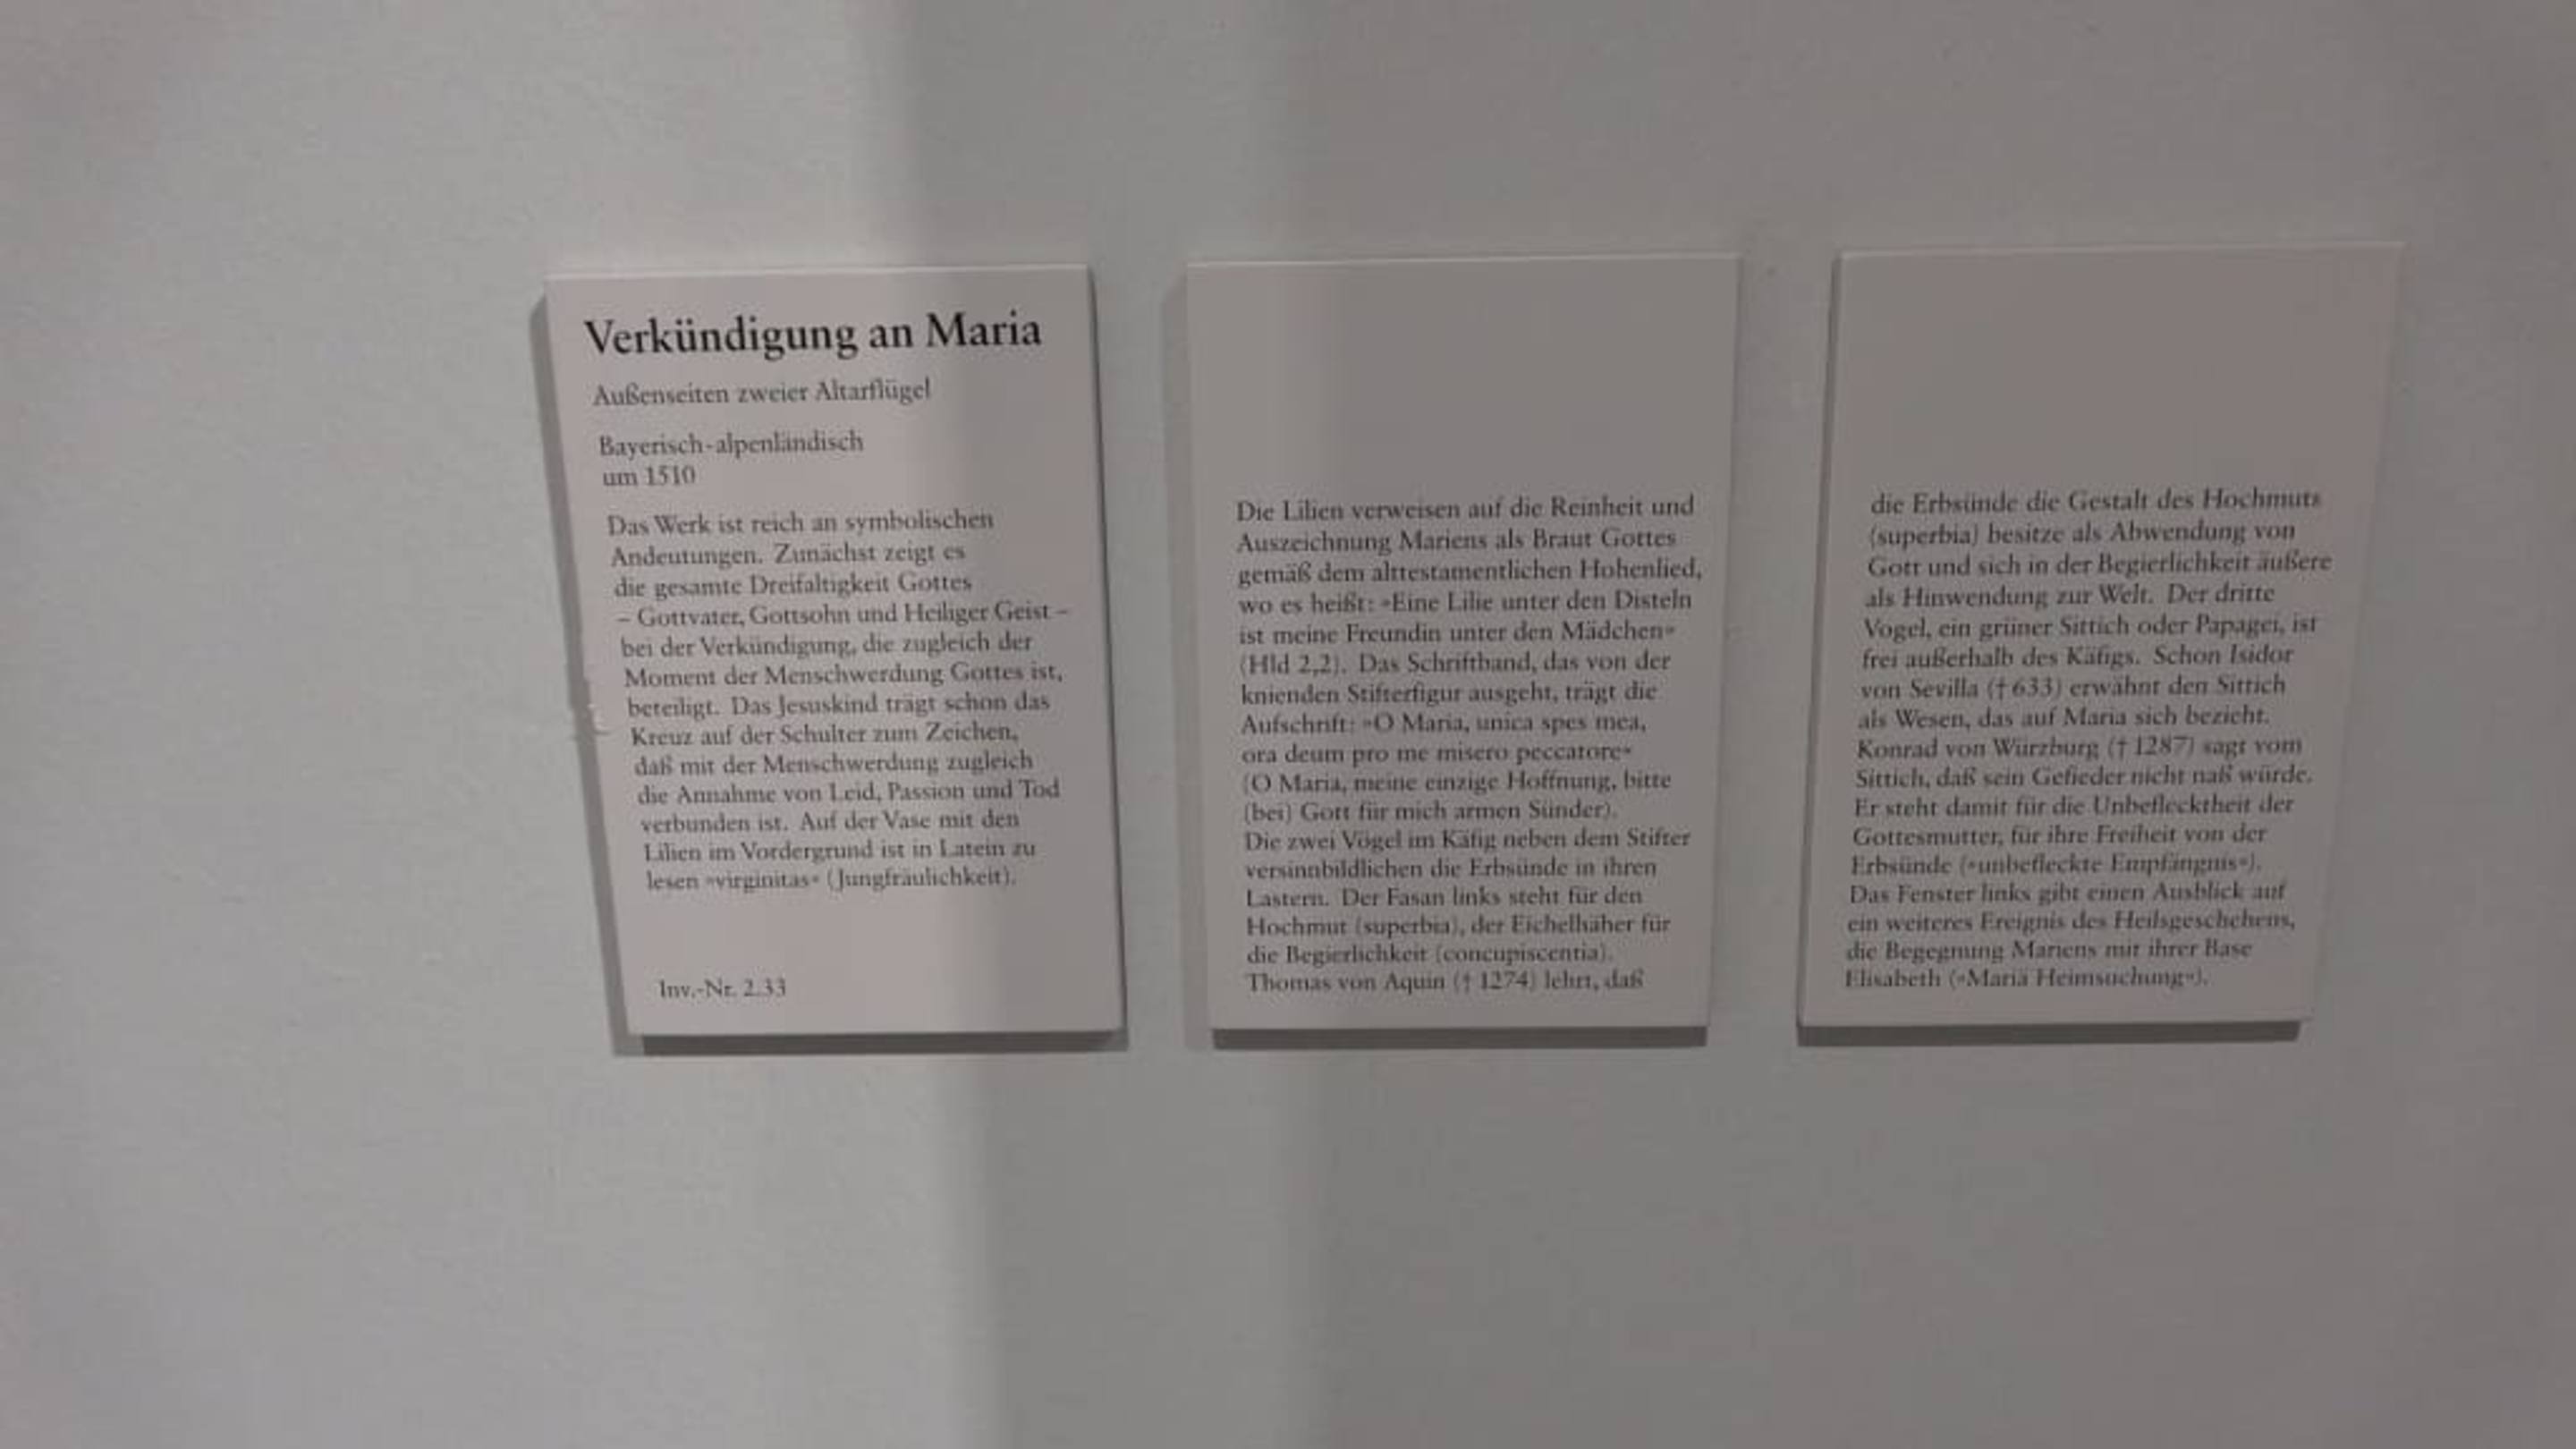 Verkündigung an Maria
Außenseiten zweier Altarflügel
Bayerisch-alpenländisch
um 1510
Das Werk ist reich an symbolischen
Andeutungen. Zunächst zeigt es
die gesamte Dreifaltigkeit Gottes
– Gottvater, Gottsohn und Heiliger Geist –
bei der Verkündigung, die zugleich der
Moment der Menschwerdung Gottes ist,
beteiligt. Das Jesuskind trägt schon das
Kreuz auf der Schulter zum Zeichen,
daß mit der Menschwerdung zugleich
die Annahme von Leid, Passion und Tod
verbunden ist. Auf der Vase mit den
Lilien im Vordergrund ist in Latein zu
lesen »virginitas« (Jungfräulichkeit).
Inv.-Nr. 2.33
Die Lilien verweisen auf die Reinheit und
Auszeichnung Mariens als Braut Gottes
gemäß dem alttestamentlichen Hohenlied,
wo es heißt: »Eine Lilie unter den Disteln
ist meine Freundin unter den Mädchen«
(Hld 2,2). Das Schriftband, das von der
knienden Stifterfigur ausgeht, trägt die
Aufschrift: »O Maria, unica spes mea,
ora deum pro me misero peccatore«
(O Maria, meine einzige Hoffnung, bitte
(bei) Gott für mich armen Sünder).
Die zwei Vögel im Käfig neben dem Stifter
versinnbildlichen die Erbsünde in ihren
Lastern. Der Fasan links steht für den
Hochmut (superbia), der Eichelhäher für
die Begierlichkeit (concupiscentia).
Thomas von Aquin († 1274) lehrt, daß
die Erbsünde die Gestalt des Hochmuts
(superbia) besitze als Abwendung von
Gott und sich in der Begierlichkeit äußere
als Hinwendung zur Welt. Der dritte
Vogel, ein grüner Sittich oder Papagei, ist
frei außerhalb des Käfigs. Schon Isidor
von Sevilla († 633) erwähnt den Sittich
als Wesen, das auf Maria sich bezieht.
Konrad von Würzburg († 1287) sagt vom
Sittich, daß sein Gefieder nicht naß würde.
Er steht damit für die Unbeflecktheit der
Gottesmutter, für ihre Freiheit von der
Erbsünde (»unbefleckte Empfängnis«).
Das Fenster links gibt einen Ausblick auf
ein weiteres Ereignis des Heilsgeschehens,
die Begegnung Mariens mit ihrer Base
Elisabeth (»Mariä Heimsuchung«).